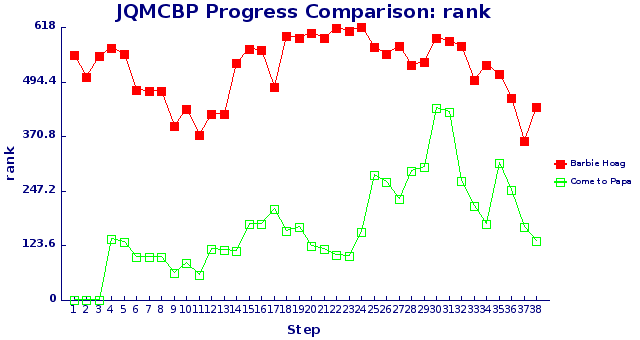 JQMCBP Progress Comparison: rank
618
494.4
370.8
247.2
123.6
0
rank
1 2 3 4 5 6 7 8 9 10 11 12 13 14 15 16 17 18 19 20 21 22 23 24 25 26 27 28 29 30 31 32 33 34 35 36 37 38
Step
Barbie Hoag
Come to Papa